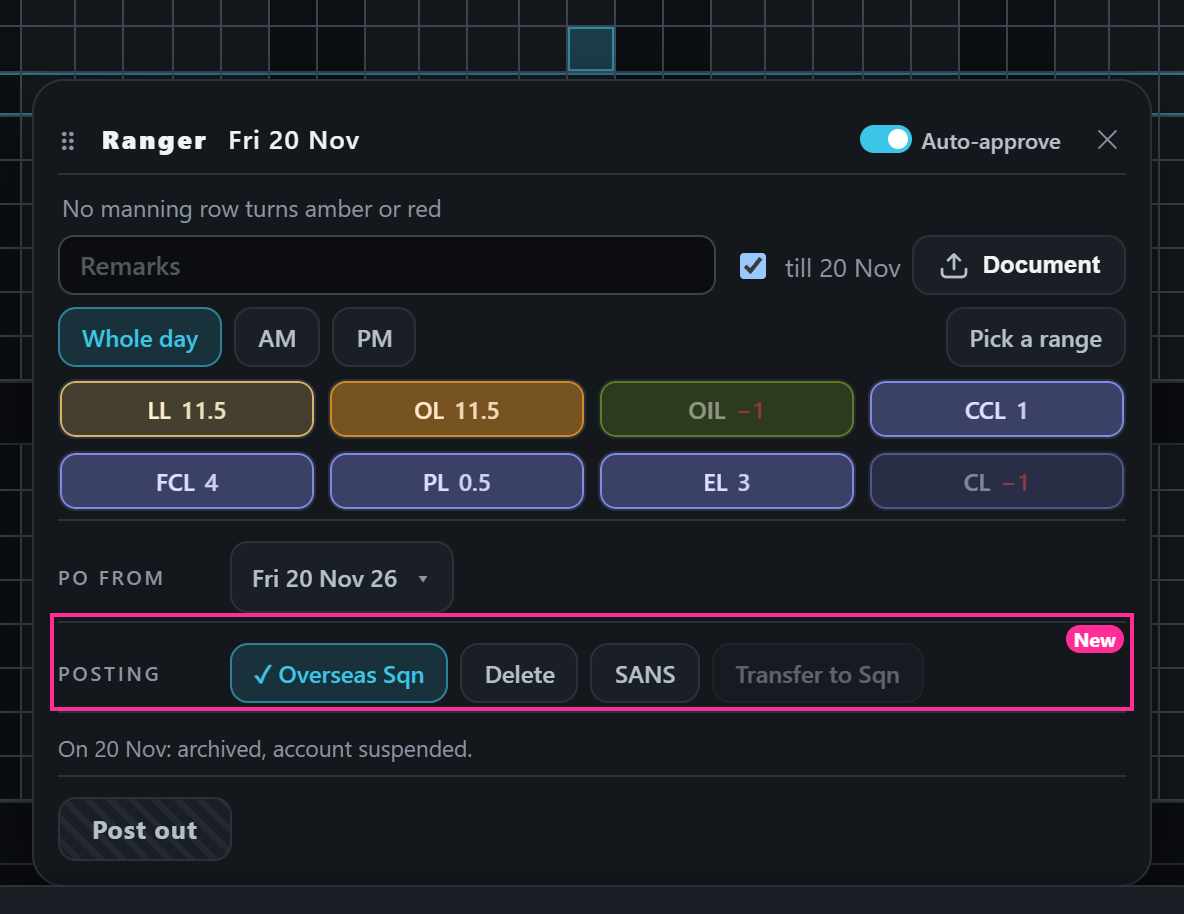 Ranger Fri 20 Nov Auto-approve
No manning row turns amber or red
Remarks till 20 Nov Document
Whole day AM PM Pick a range
LL 11.5 OL 11.5 OIL −1 CCL 1
FCL 4 PL 0.5 EL 3 CL −1
PO FROM Fri 20 Nov 26
New
POSTING ✓ Overseas Sqn Delete SANS Transfer to Sqn
On 20 Nov: archived, account suspended.
Post out